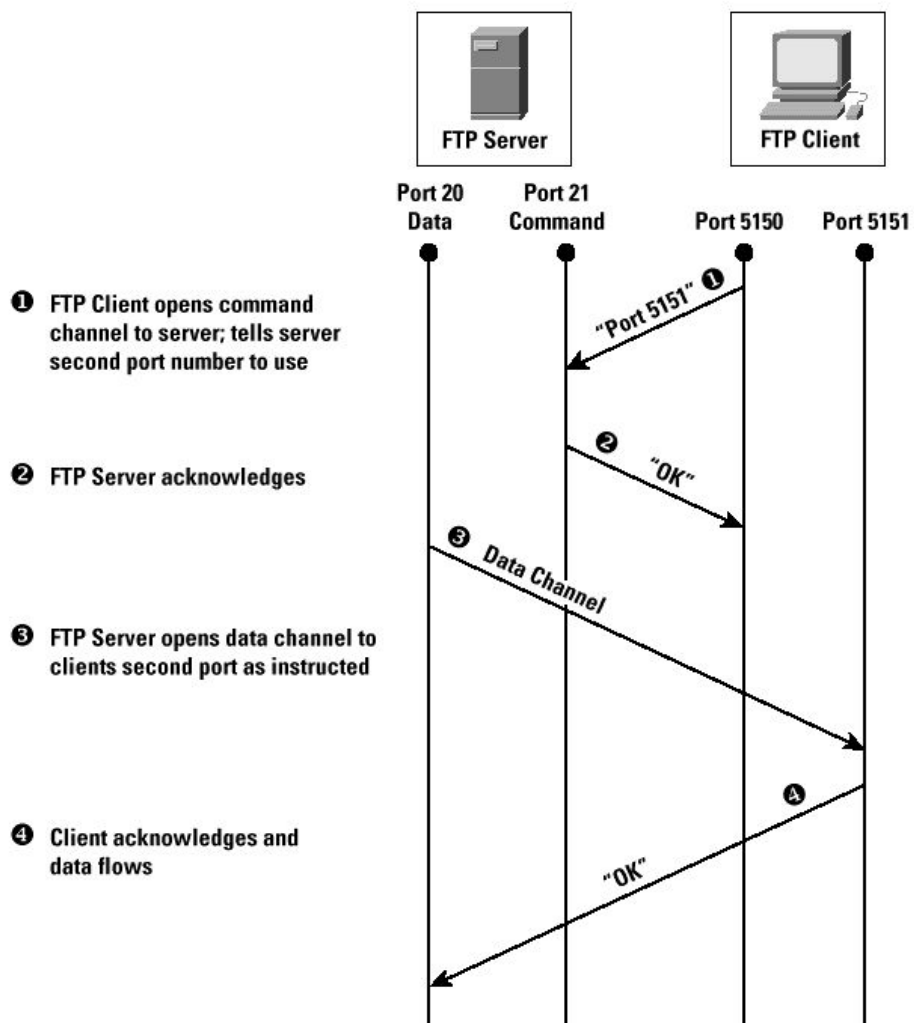 FTP Server
FTP Client
Port 20
Data
Port 21
Command
Port 5150
Port 5151
❶ FTP Client opens command
channel to server; tells server
second port number to use
"Port 5151" ❶
❷ FTP Server acknowledges
❷
"OK"
❸ Data Channel
❸ FTP Server opens data channel to
clients second port as instructed
❹
❹ Client acknowledges and
data flows
"OK"